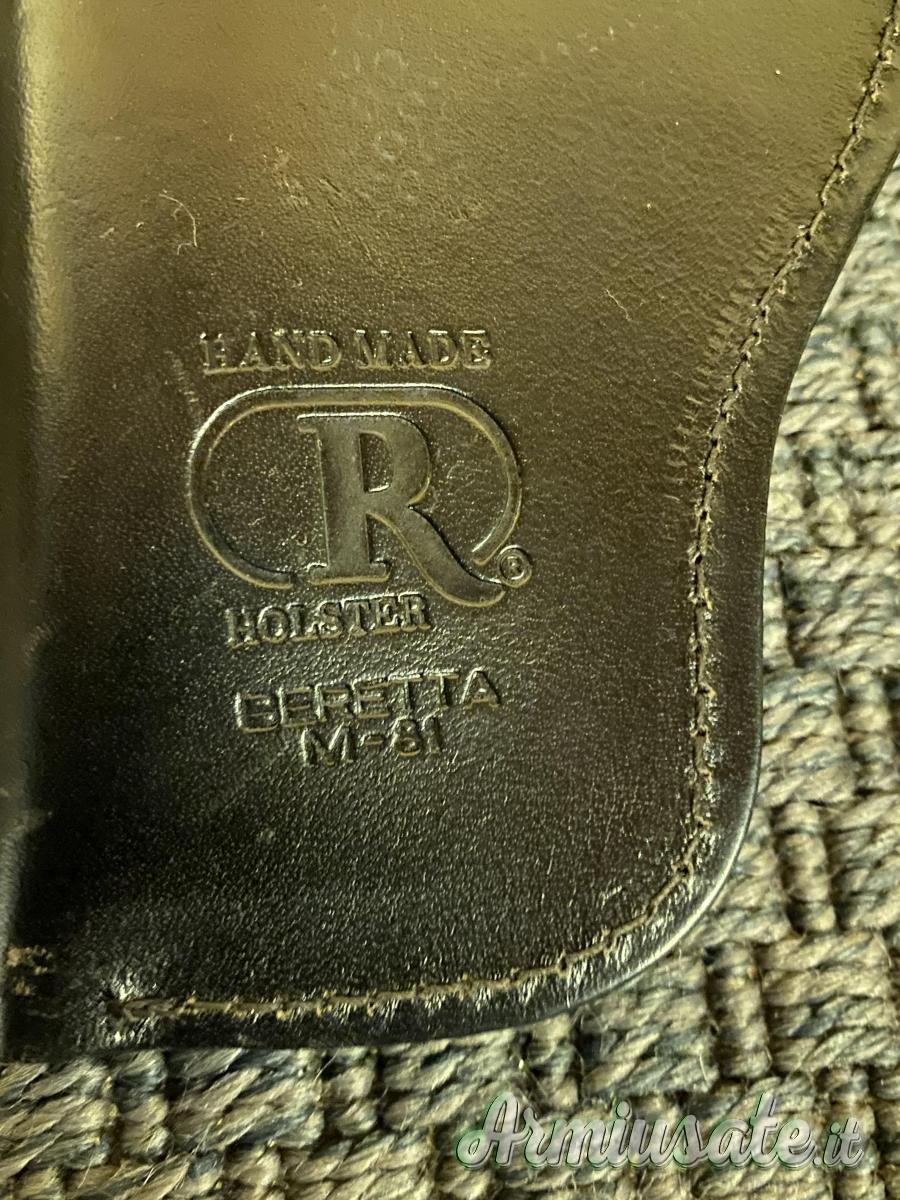 HAND MADE
R®
HOLSTER
BERETTA
M-81
Armiusate.it